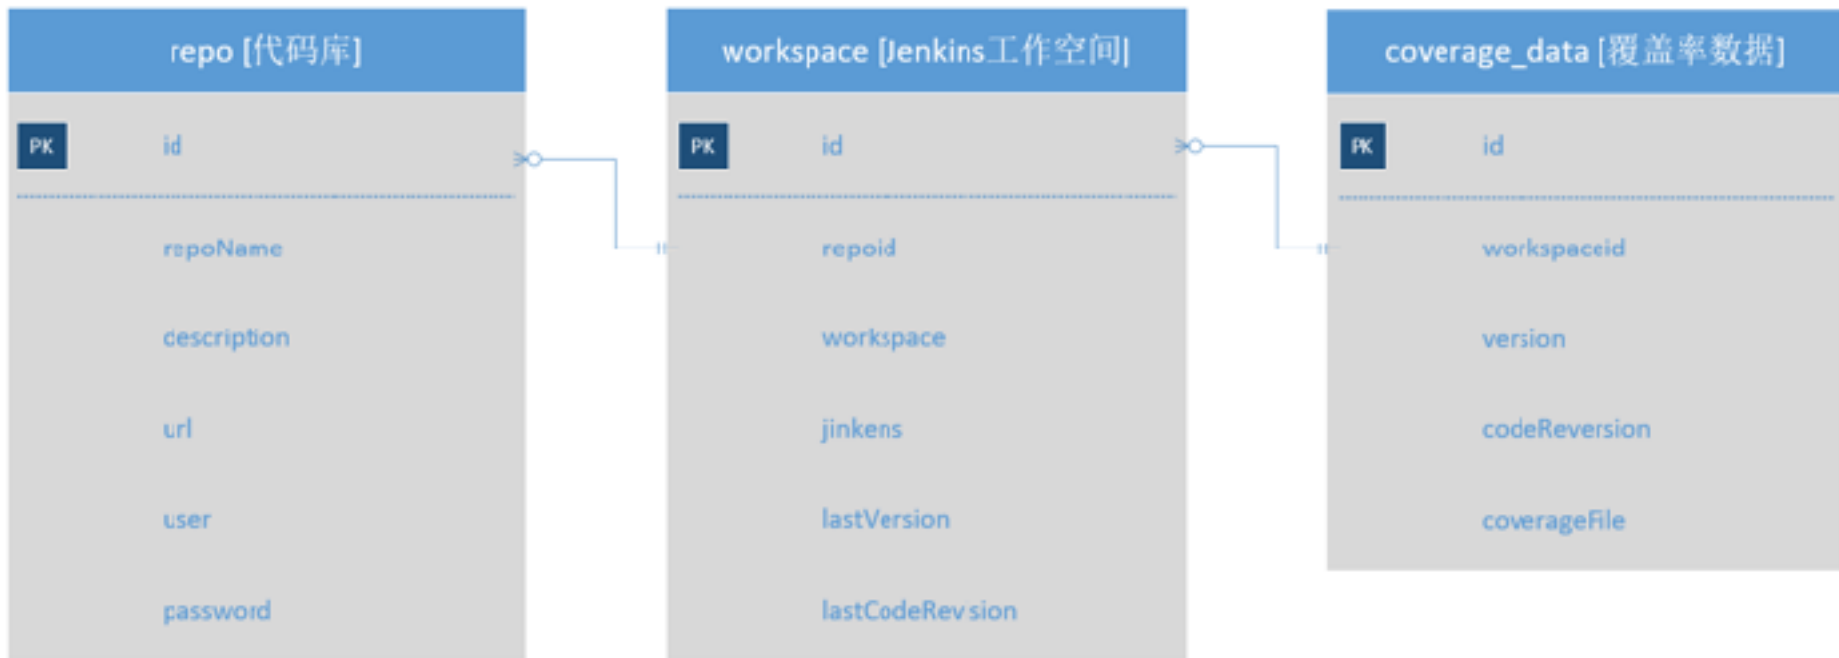 repo [代码库]
PK id
repoName
description
url
user
password
workspace [Jenkins工作空间]
PK id
repoid
workspace
jinkens
lastVersion
lastCodeRevision
coverage_data [覆盖率数据]
PK id
workspaceid
version
codeReversion
coverageFile